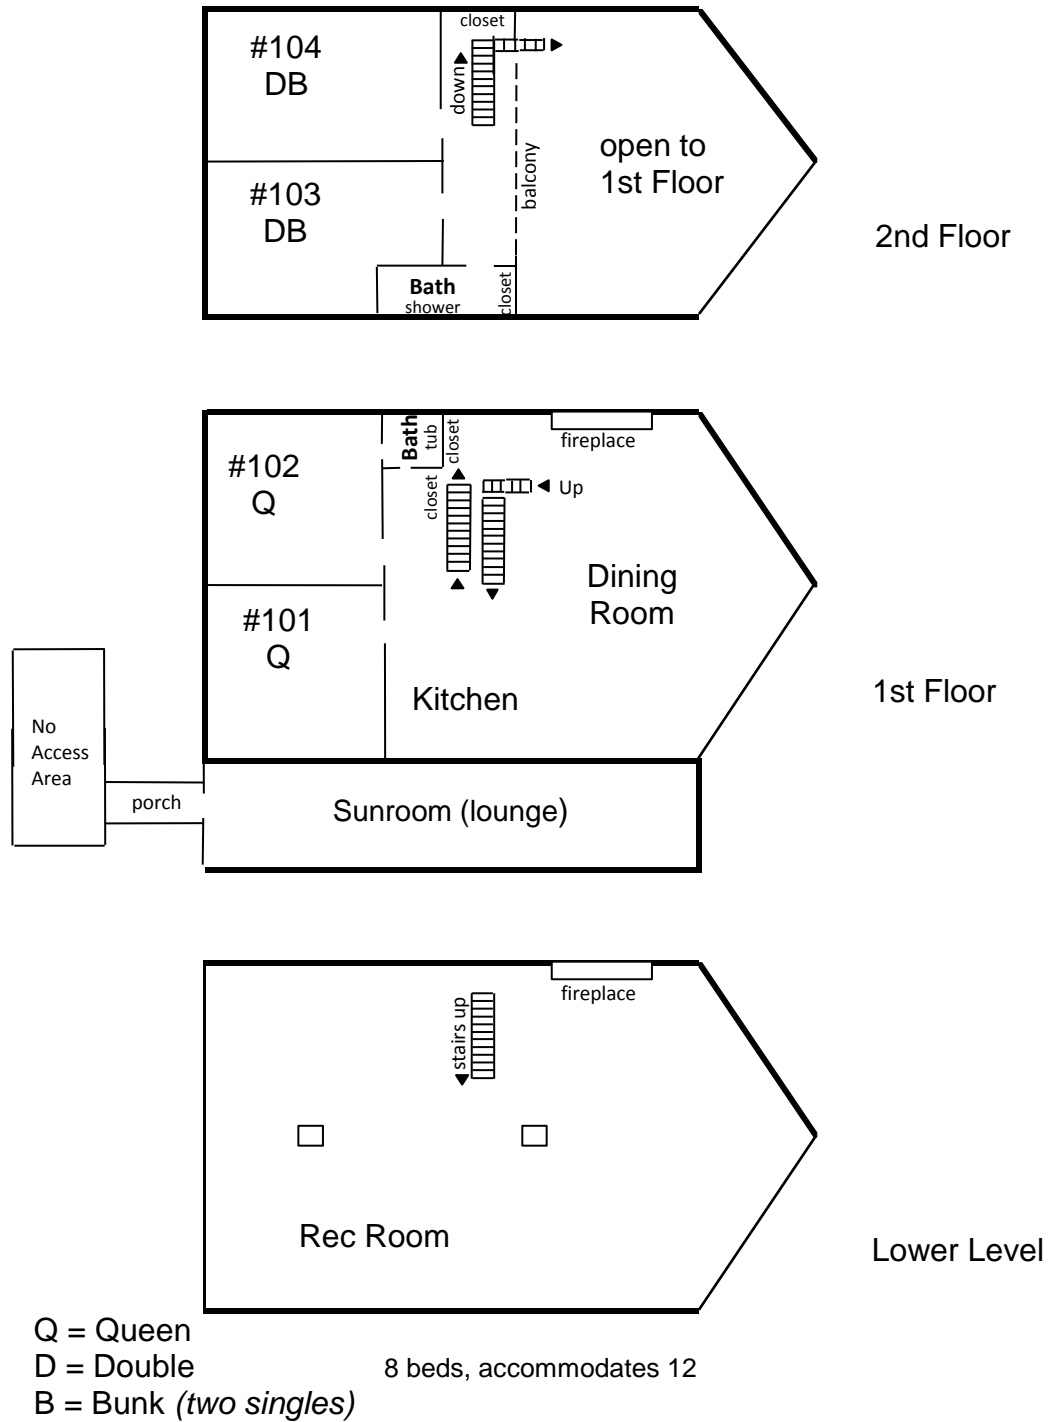 closet
#104
DB
down
open to
1st Floor
balcony
#103
DB
2nd Floor
Bath
shower
closet
Bath
tub
closet
fireplace
#102
Q
closet
Up
Dining
Room
#101
Q
Kitchen
1st Floor
No
Access
Area
porch
Sunroom (lounge)
fireplace
stairs up
Rec Room
Lower Level
Q = Queen
D = Double
8 beds, accommodates 12
B = Bunk (two singles)